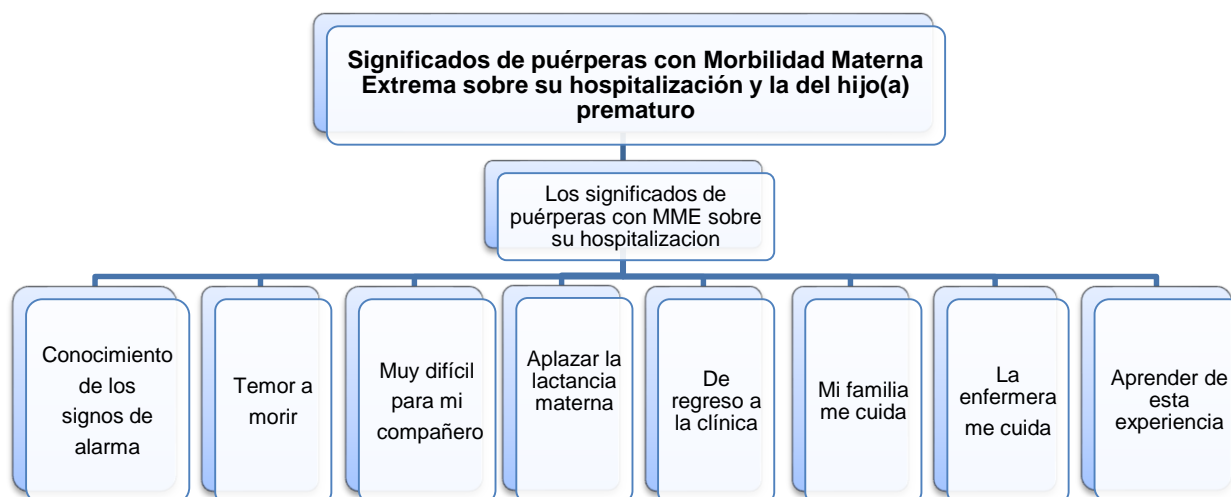 Significados de puérperas con Morbilidad Materna
Extrema sobre su hospitalización y la del hijo(a)
prematuro
Los significados de
puérperas con MME sobre
su hospitalizacion
Conocimiento
de los
signos de
alarma
Temor a
morir
Muy difícil
para mi
compañero
Aplazar la
lactancia
materna
De
regreso a
la clínica
Mi familia
me cuida
La
enfermera
me cuida
Aprender de
esta
experiencia